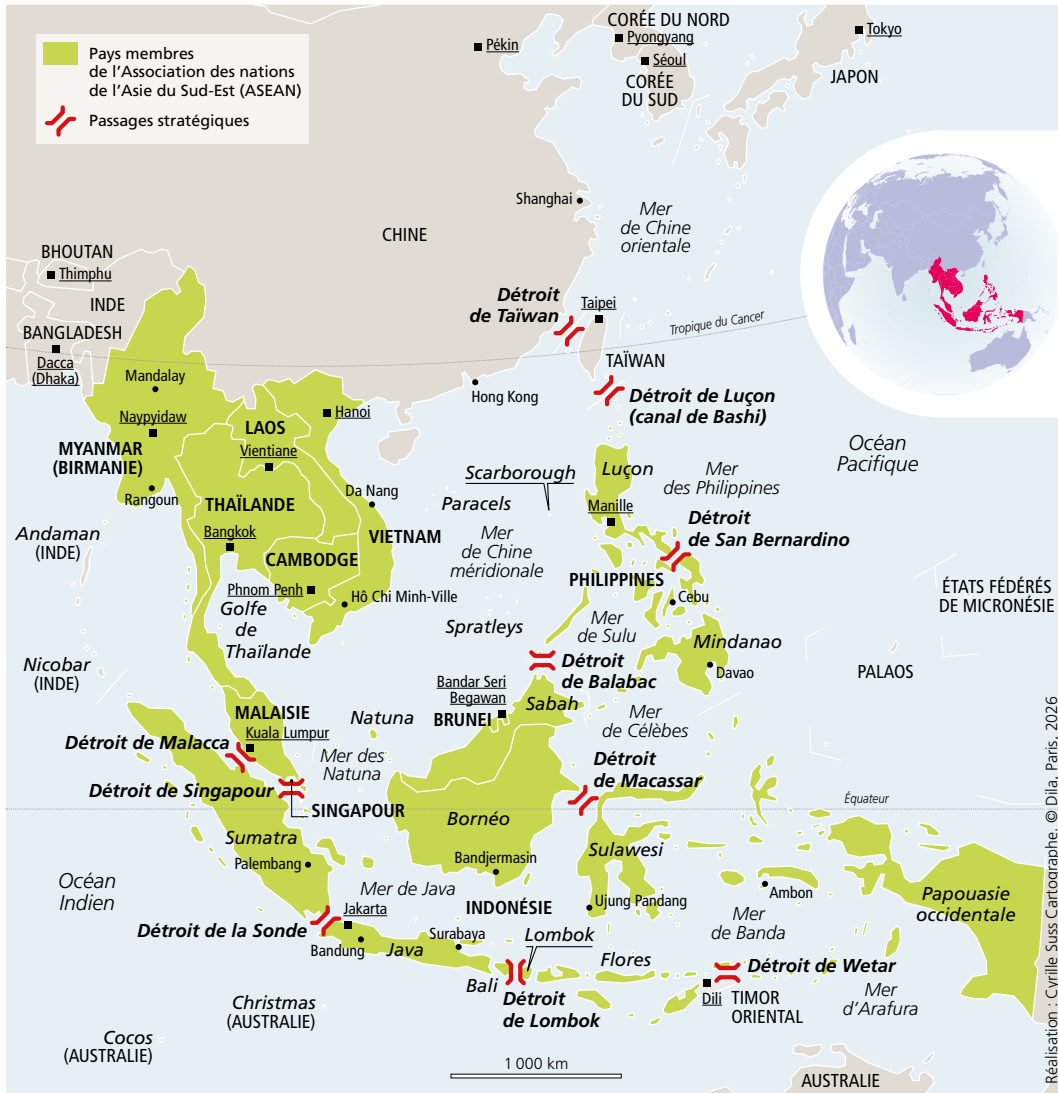 Pays membres
de l'Association des nations
de l'Asie du Sud-Est (ASEAN)
Passages stratégiques
CORÉE DU NORD
Pyongyang
Pékin
Séoul
CORÉE
DU SUD
Tokyo
JAPON
Shanghai
Mer
de Chine
orientale
CHINE
BHOUTAN
Thimphu
INDE
BANGLADESH
Dacca
(Dhaka)
Détroit
de Taïwan
Taipei
Tropique du Cancer
TAÏWAN
Mandalay
Hong Kong
Détroit de Luçon
(canal de Bashi)
Naypyidaw
Hanoi
LAOS
MYANMAR
(BIRMANIE)
Vientiane
Océan
Pacifique
Luçon
Scarborough
Mer
des Philippines
Rangoun
THAÏLANDE
Da Nang
Paracels
Manille
Détroit
de San Bernardino
Andaman
(INDE)
Bangkok
VIETNAM
Mer
de Chine
méridionale
CAMBODGE
PHILIPPINES
Phnom Penh
Hô Chi Minh-Ville
Cebu
ÉTATS FÉDÉRÉS
DE MICRONÉSIE
Golfe
de
Thaïlande
Spratleys
Mer
de Sulu
Mindanao
Nicobar
(INDE)
Détroit
de Balabac
Davao
PALAOS
Bandar Seri
Begawan
Sabah
BRUNEI
MALAISIE
Kuala Lumpur
Natuna
Mer
de Célèbes
Détroit de Malacca
Mer des
Natuna
Détroit
de Macassar
Détroit de Singapour
SINGAPOUR
Équateur
Bornéo
Sumatra
Sulawesi
Palembang
Bandjermasin
Océan
Indien
Mer de Java
Ambon
Papouasie
occidentale
Jakarta
INDONÉSIE
Ujung Pandang
Mer
de Banda
Détroit de la Sonde
Surabaya
Lombok
Bandung
Java
Flores
Détroit de Wetar
Bali
Dili
TIMOR
ORIENTAL
Mer
d'Arafura
Christmas
(AUSTRALIE)
Détroit
de Lombok
Cocos
(AUSTRALIE)
1 000 km
AUSTRALIE
Réalisation : Cyrille Suss Cartographe. © Dila, Paris, 2026